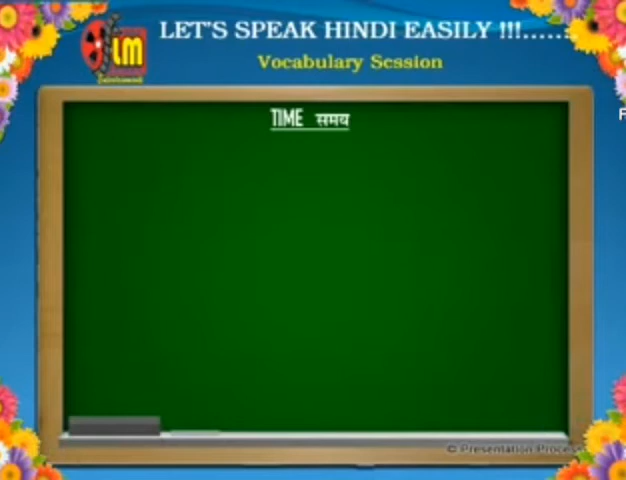 LM
LET'S SPEAK HINDI EASILY !!!.....:
Vocabulary Session
F
TIME समय
© Presentation Process